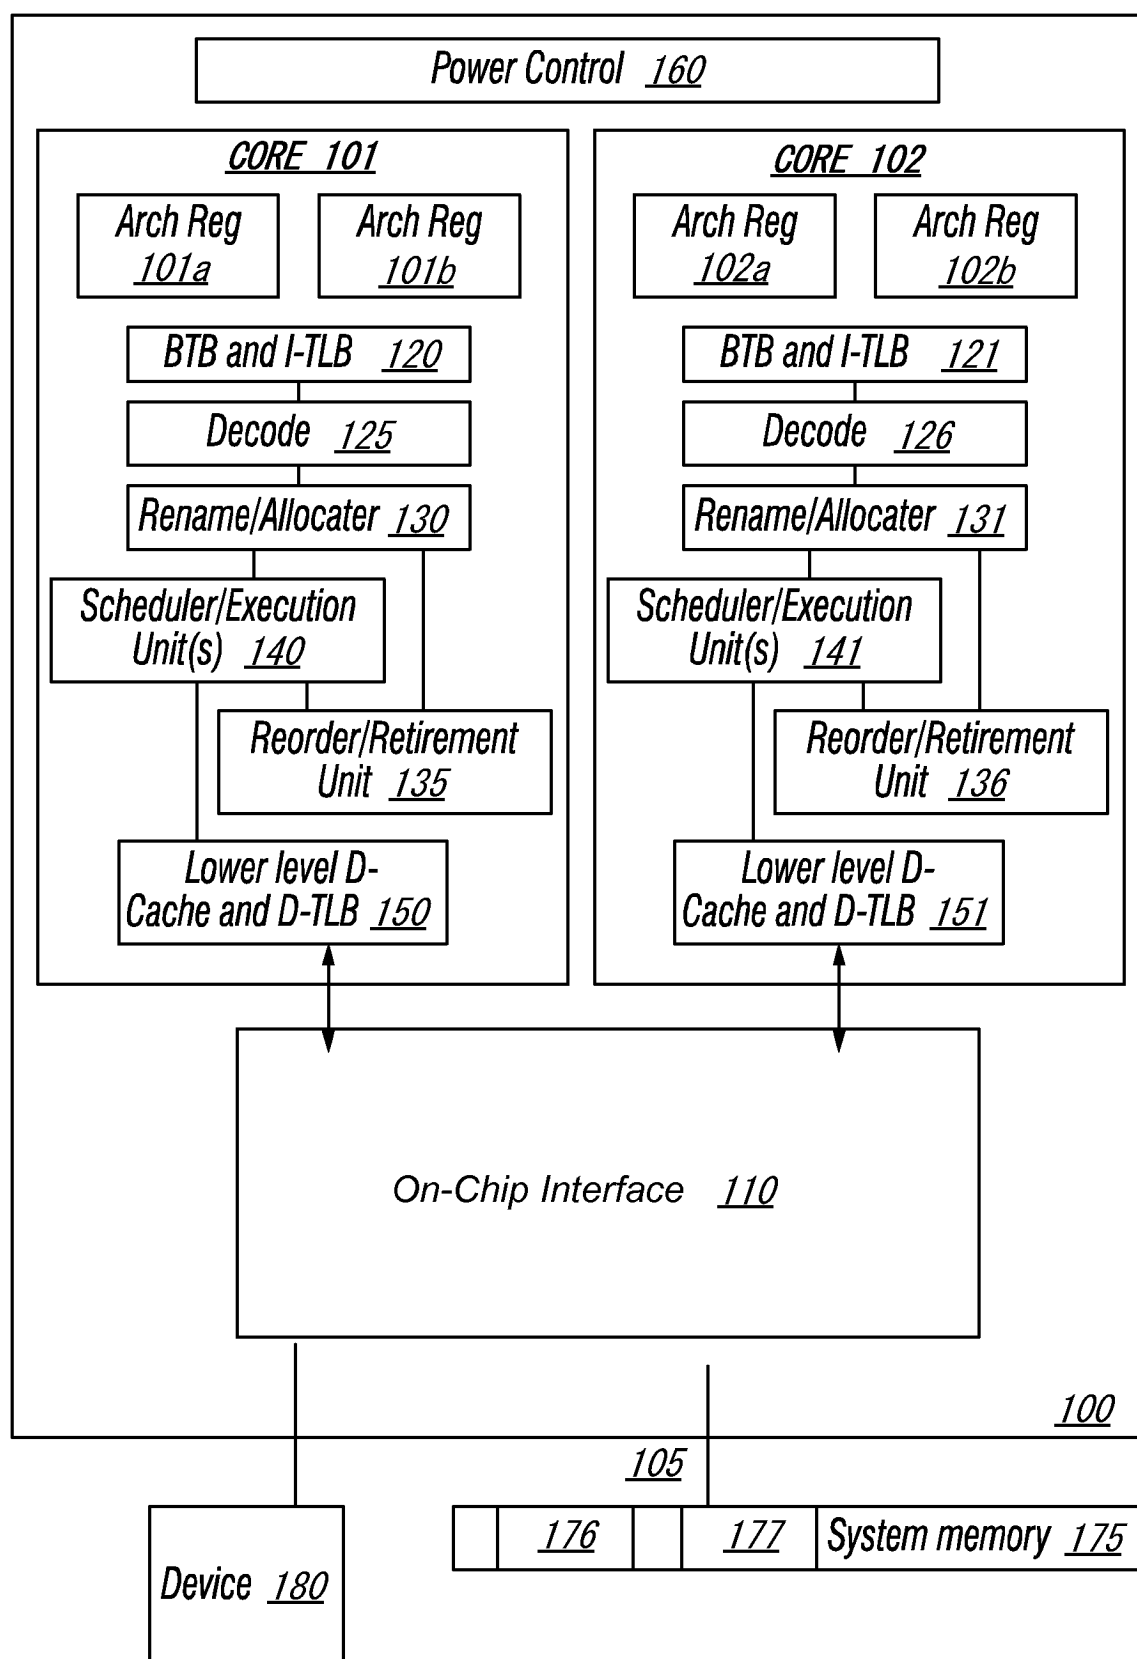 Power Control 160
CORE 101
Arch Reg
101a
Arch Reg
101b
BTB and I-TLB 120
Decode 125
Rename/Allocater 130
Scheduler/Execution
Unit(s) 140
Reorder/Retirement
Unit 135
Lower level D-
Cache and D-TLB 150
CORE 102
Arch Reg
102a
Arch Reg
102b
BTB and I-TLB 121
Decode 126
Rename/Allocater 131
Scheduler/Execution
Unit(s) 141
Reorder/Retirement
Unit 136
Lower level D-
Cache and D-TLB 151
On-Chip Interface 110
100
105
176
177
System memory 175
Device 180